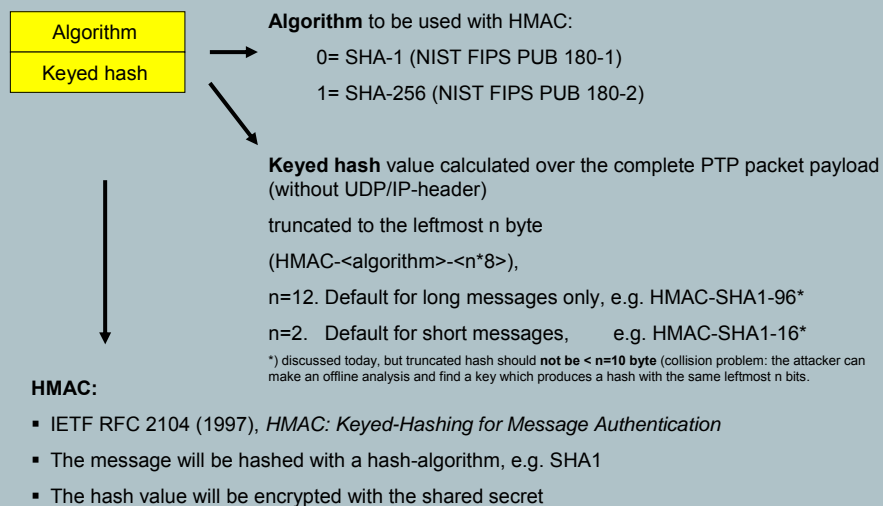 Algorithm
Keyed hash
Algorithm to be used with HMAC:
0= SHA-1 (NIST FIPS PUB 180-1)
1= SHA-256 (NIST FIPS PUB 180-2)
Keyed hash value calculated over the complete PTP packet payload
(without UDP/IP-header)
truncated to the leftmost n byte
(HMAC-<algorithm>-<n*8>),
n=12. Default for long messages only, e.g. HMAC-SHA1-96*
n=2. Default for short messages, e.g. HMAC-SHA1-16*
*) discussed today, but truncated hash should not be < n=10 byte (collision problem: the attacker can
make an offline analysis and find a key which produces a hash with the same leftmost n bits.
HMAC:
▪ IETF RFC 2104 (1997), HMAC: Keyed-Hashing for Message Authentication
▪ The message will be hashed with a hash-algorithm, e.g. SHA1
▪ The hash value will be encrypted with the shared secret